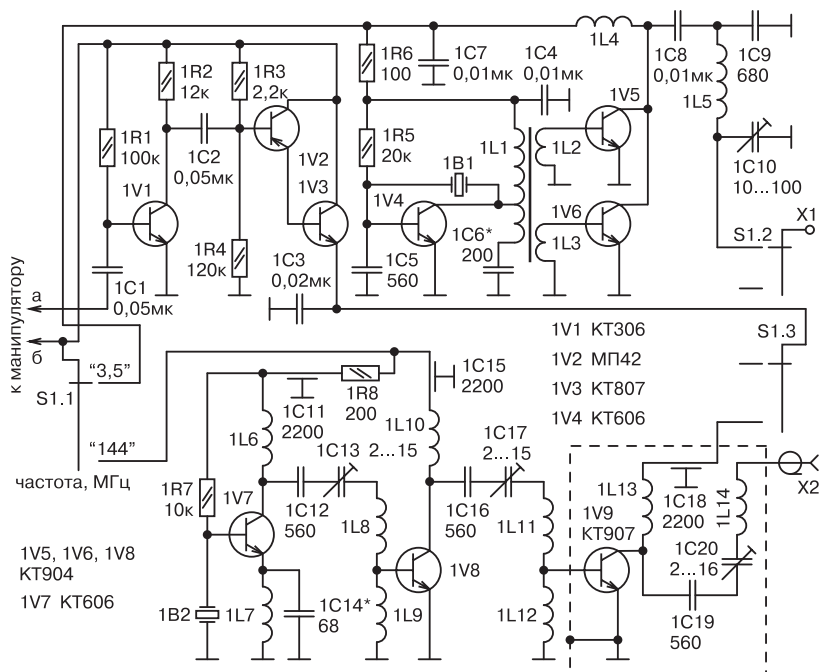 1L4
1C8
0,01мк
1C9
680
1R6
100
1C7
0,01мк
1C4
0,01мк
1R2
12к
1R3
2,2к
1V5
1L5
1R1
100к
1C2
0,05мк
1V2
1V3
1R5
20к
1B1
1L1
1L2
1C10
10...100
1V1
1V4
1V6
X1
1R4
120к
1C3
0,02мк
1C5
560
1C6*
200
1L3
S1.2
1C1
0,05мк
а
б
к манипулятору
S1.3
1V1 КТ306
1V2 МП42
1V3 КТ807
1V4 КТ606
“3,5”
S1.1
“144”
частота, МГц
1R8
200
1C15
2200
1C11
2200
1L10
1L6
1C13
2...15
1C17
2...15
1R7
10к
1V7
1C12
560
1L8
1C16
560
1L11
1V9
КТ907
1L13
1C18
2200
1L14
X2
1C20
2...16
1V5, 1V6, 1V8
КТ904
1V7 КТ606
1B2
1L7
1C14*
68
1L9
1V8
1L12
1C19
560